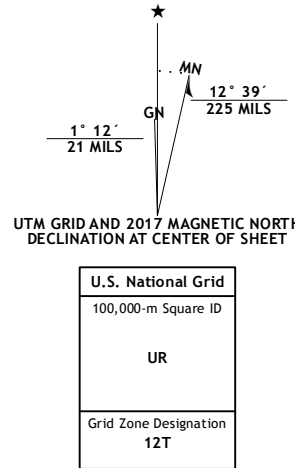 ★
MN
GN
12° 39´
225 MILS
1° 12´
21 MILS
UTM GRID AND 2017 MAGNETIC NORTH
DECLINATION AT CENTER OF SHEET
U.S. National Grid
100,000-m Square ID
UR
Grid Zone Designation
12T